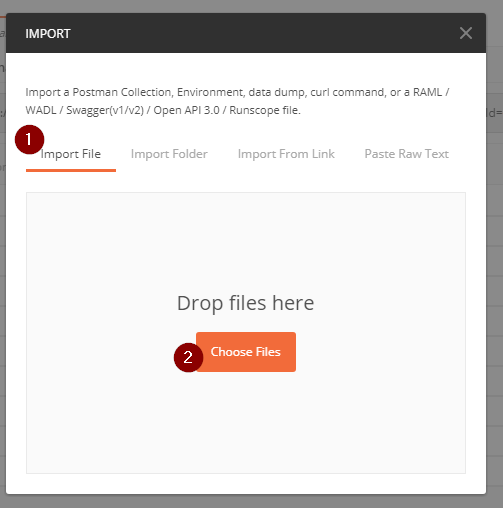 IMPORT
Import a Postman Collection, Environment, data dump, curl command, or a RAML /
WADL / Swagger(v1/v2) / Open API 3.0 / Runscope file.
1
Import File Import Folder Import From Link Paste Raw Text
Drop files here
2 Choose Files